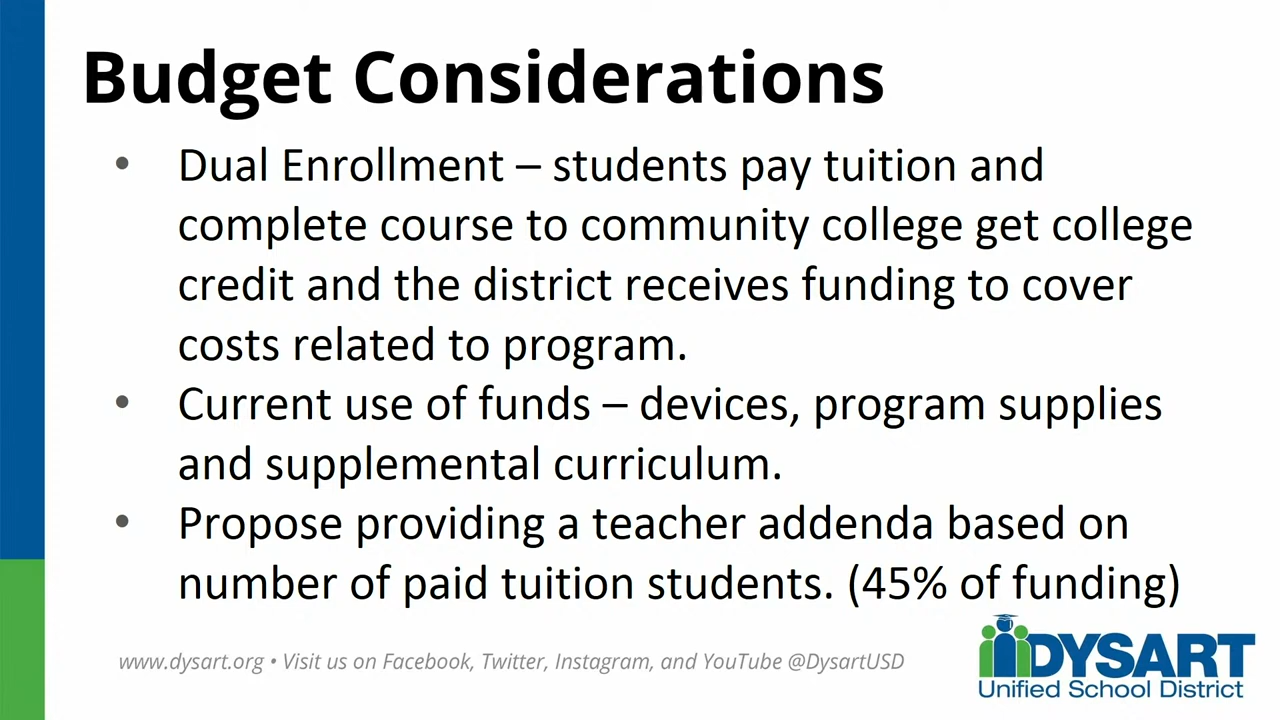 Budget Considerations
• Dual Enrollment – students pay tuition and
complete course to community college get college
credit and the district receives funding to cover
costs related to program.
• Current use of funds – devices, program supplies
and supplemental curriculum.
• Propose providing a teacher addenda based on
number of paid tuition students. (45% of funding)
www.dysart.org • Visit us on Facebook, Twitter, Instagram, and YouTube @DysartUSD
DYSART
Unified School District